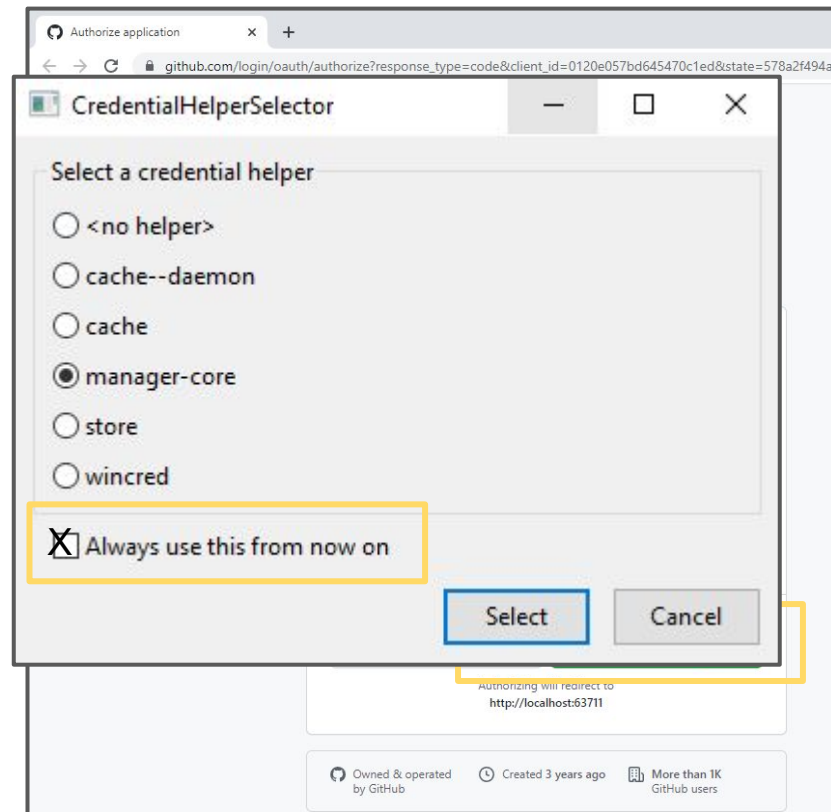 Authorize application
github.com/login/oauth/authorize?response_type=code&client_id=0120e057bd645470c1ed&state=578a2f494a
CredentialHelperSelector
Select a credential helper
<no helper>
cache--daemon
cache
manager-core
store
wincred
X Always use this from now on
Select
Cancel
Authorizing will redirect to
http://localhost:63711
Owned & operated
by GitHub
Created 3 years ago
More than 1K
GitHub users